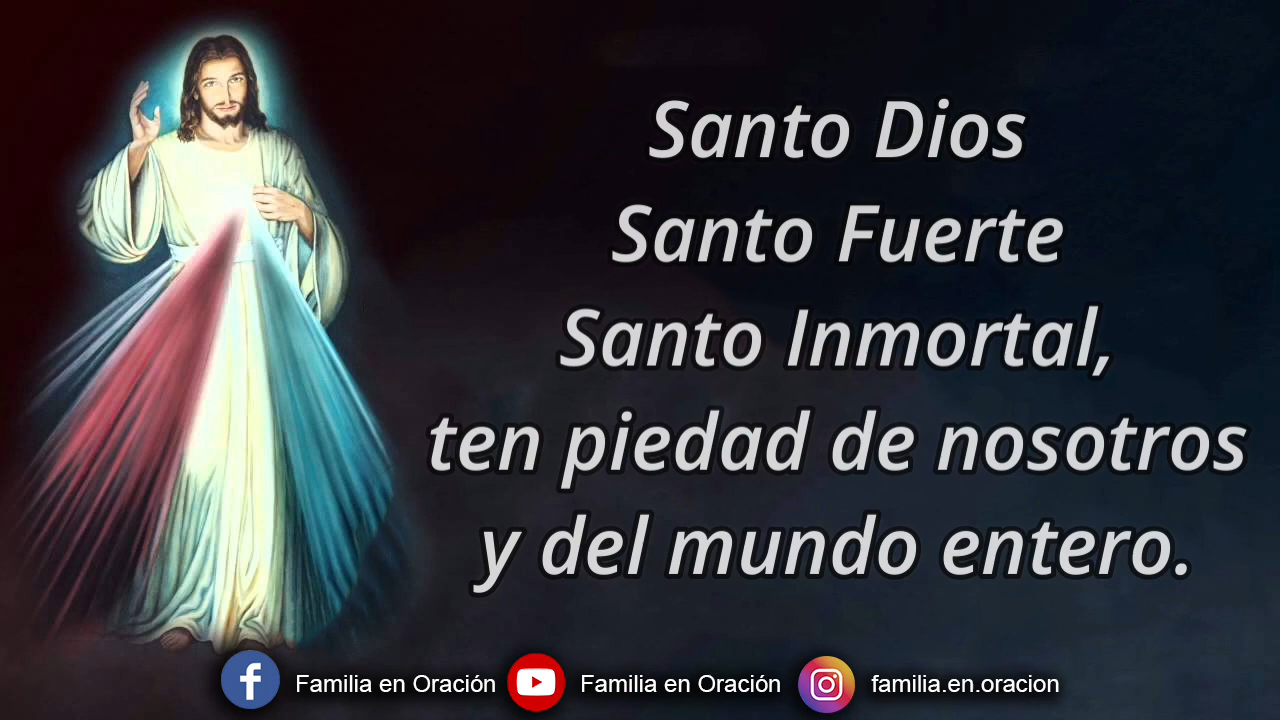 Santo Dios
Santo Fuerte
Santo Inmortal,
ten piedad de nosotros
y del mundo entero.
Familia en Oración Familia en Oración familia.en.oracion